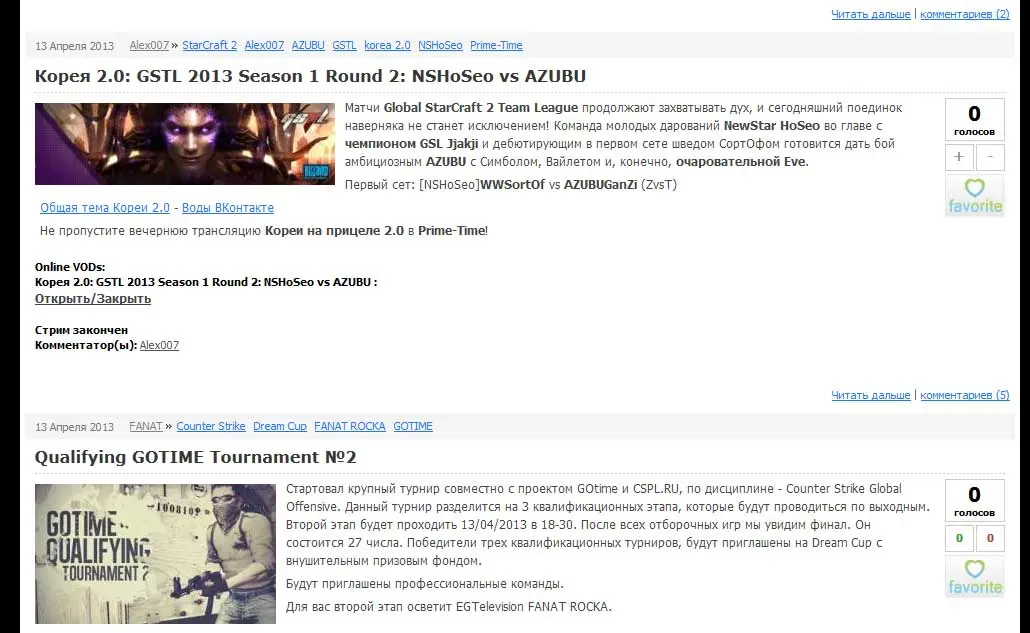 Читать дальше | комментариев (2)
13 Апреля 2013 Alex007 » StarCraft 2 Alex007 AZUBU GSTL korea 2.0 NSHoSeo Prime-Time
Корея 2.0: GSTL 2013 Season 1 Round 2: NSHoSeo vs AZUBU
GSTL
BLIZZARD
Матчи Global StarCraft 2 Team League продолжают захватывать дух, и сегодняшний поединок
наверняка не станет исключением! Команда молодых дарований NewStar HoSeo во главе с
чемпионом GSL Jjakji и дебютирующим в первом сете шведом СортОфом готовится дать бой
амбициозным AZUBU с Символом, Вайлетом и, конечно, очаровательной Eve.
Первый сет: [NSHoSeo]WWSortOf vs AZUBUGanZi (ZvsT)
0
голосов
+ -
favorite
Общая тема Кореи 2.0 - Воды ВКонтакте
Не пропустите вечернюю трансляцию Кореи на прицеле 2.0 в Prime-Time!
Online VODs:
Корея 2.0: GSTL 2013 Season 1 Round 2: NSHoSeo vs AZUBU :
Открыть/Закрыть
Стрим закончен
Комментатор(ы): Alex007
Читать дальше | комментариев (5)
13 Апреля 2013 FANAT » Counter Strike Dream Cup FANAT ROCKA GOTIME
Qualifying GOTIME Tournament №2
GOTIME
QUALIFYING
TOURNAMENT 2
Стартовал крупный турнир совместно с проектом GOtime и CSPL.RU, по дисциплине - Counter Strike Global
Offensive. Данный турнир разделится на 3 квалификационных этапа, которые будут проводиться по выходным.
Второй этап будет проходить 13/04/2013 в 18-30. После всех отборочных игр мы увидим финал. Он
состоится 27 числа. Победители трех квалификационных турниров, будут приглашены на Dream Cup с
внушительным призовым фондом.
Будут приглашены профессиональные команды.
Для вас второй этап осветит EGTelevision FANAT ROCKA.
0
голосов
0 0
favorite